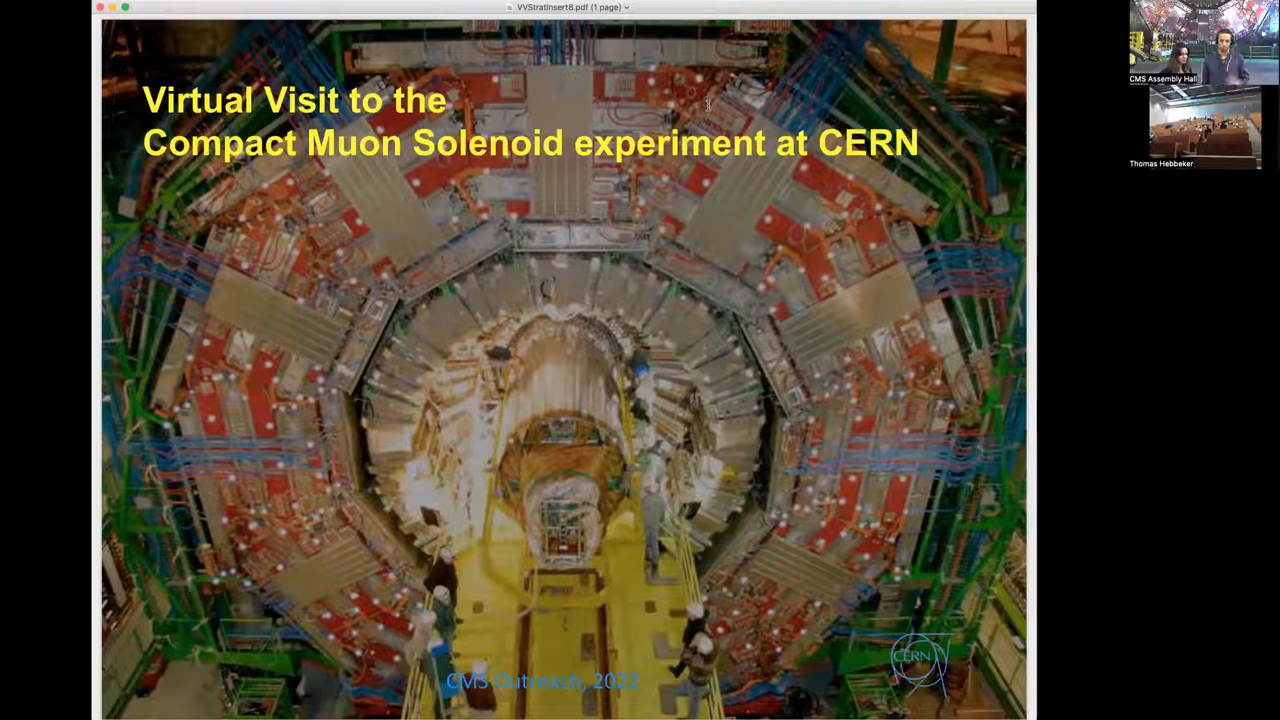 VVStratInsert8.pdf (1 page)
Virtual Visit to the
Compact Muon Solenoid experiment at CERN
CERN
CMS Outreach, 2022
CMS Assembly Hall
Thomas Hebbeker